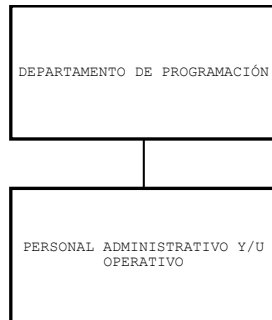 DEPARTAMENTO DE PROGRAMACIÓN
PERSONAL ADMINISTRATIVO Y/U
OPERATIVO